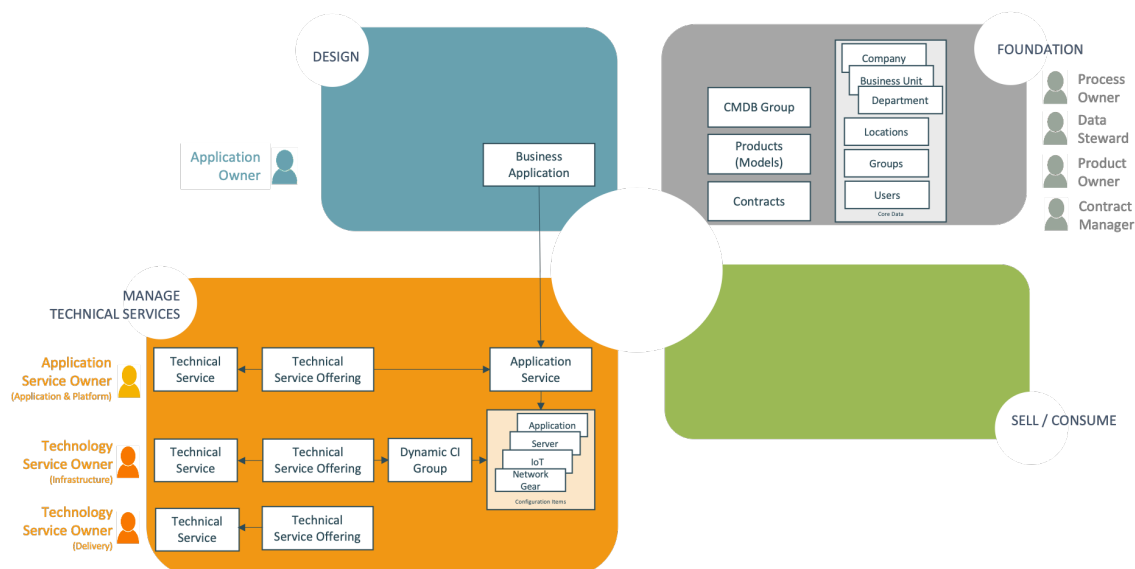 DESIGN
Application
Owner
Business
Application
FOUNDATION
Company
Business Unit
Department
CMDB Group
Locations
Products
(Models)
Groups
Contracts
Users
Core Data
Process
Owner
Data
Steward
Product
Owner
Contract
Manager
MANAGE
TECHNICAL SERVICES
Application
Service Owner
(Application & Platform)
Technical
Service
Technical
Service Offering
Application
Service
Technology
Service Owner
(Infrastructure)
Technical
Service
Technical
Service Offering
Dynamic CI
Group
Application
Server
IoT
Network
Gear
Configuration Items
Technology
Service Owner
(Delivery)
Technical
Service
Technical
Service Offering
SELL / CONSUME